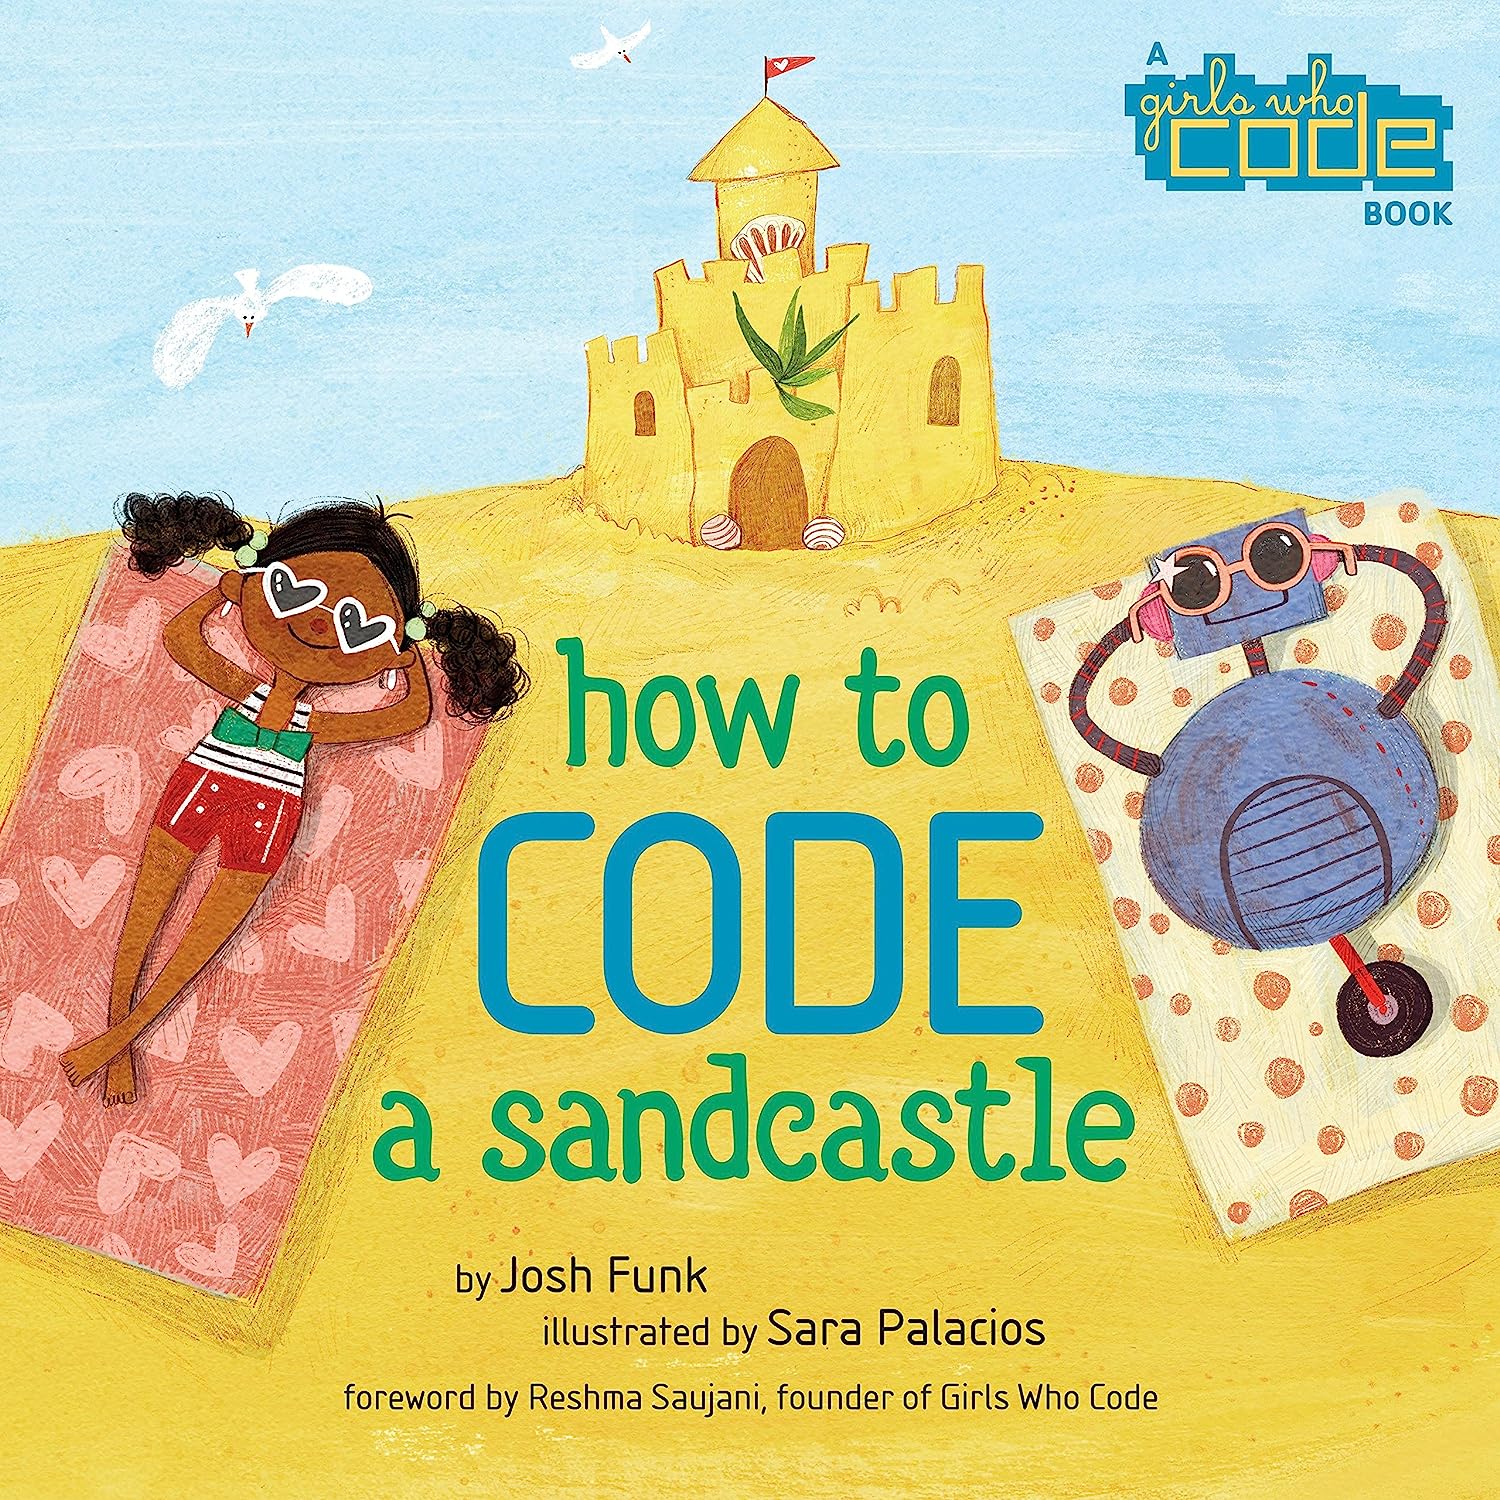 A
girls who
code
BOOK
how to
CODE
a sandcastle
by Josh Funk
illustrated by Sara Palacios
foreword by Reshma Saujani, founder of Girls Who Code